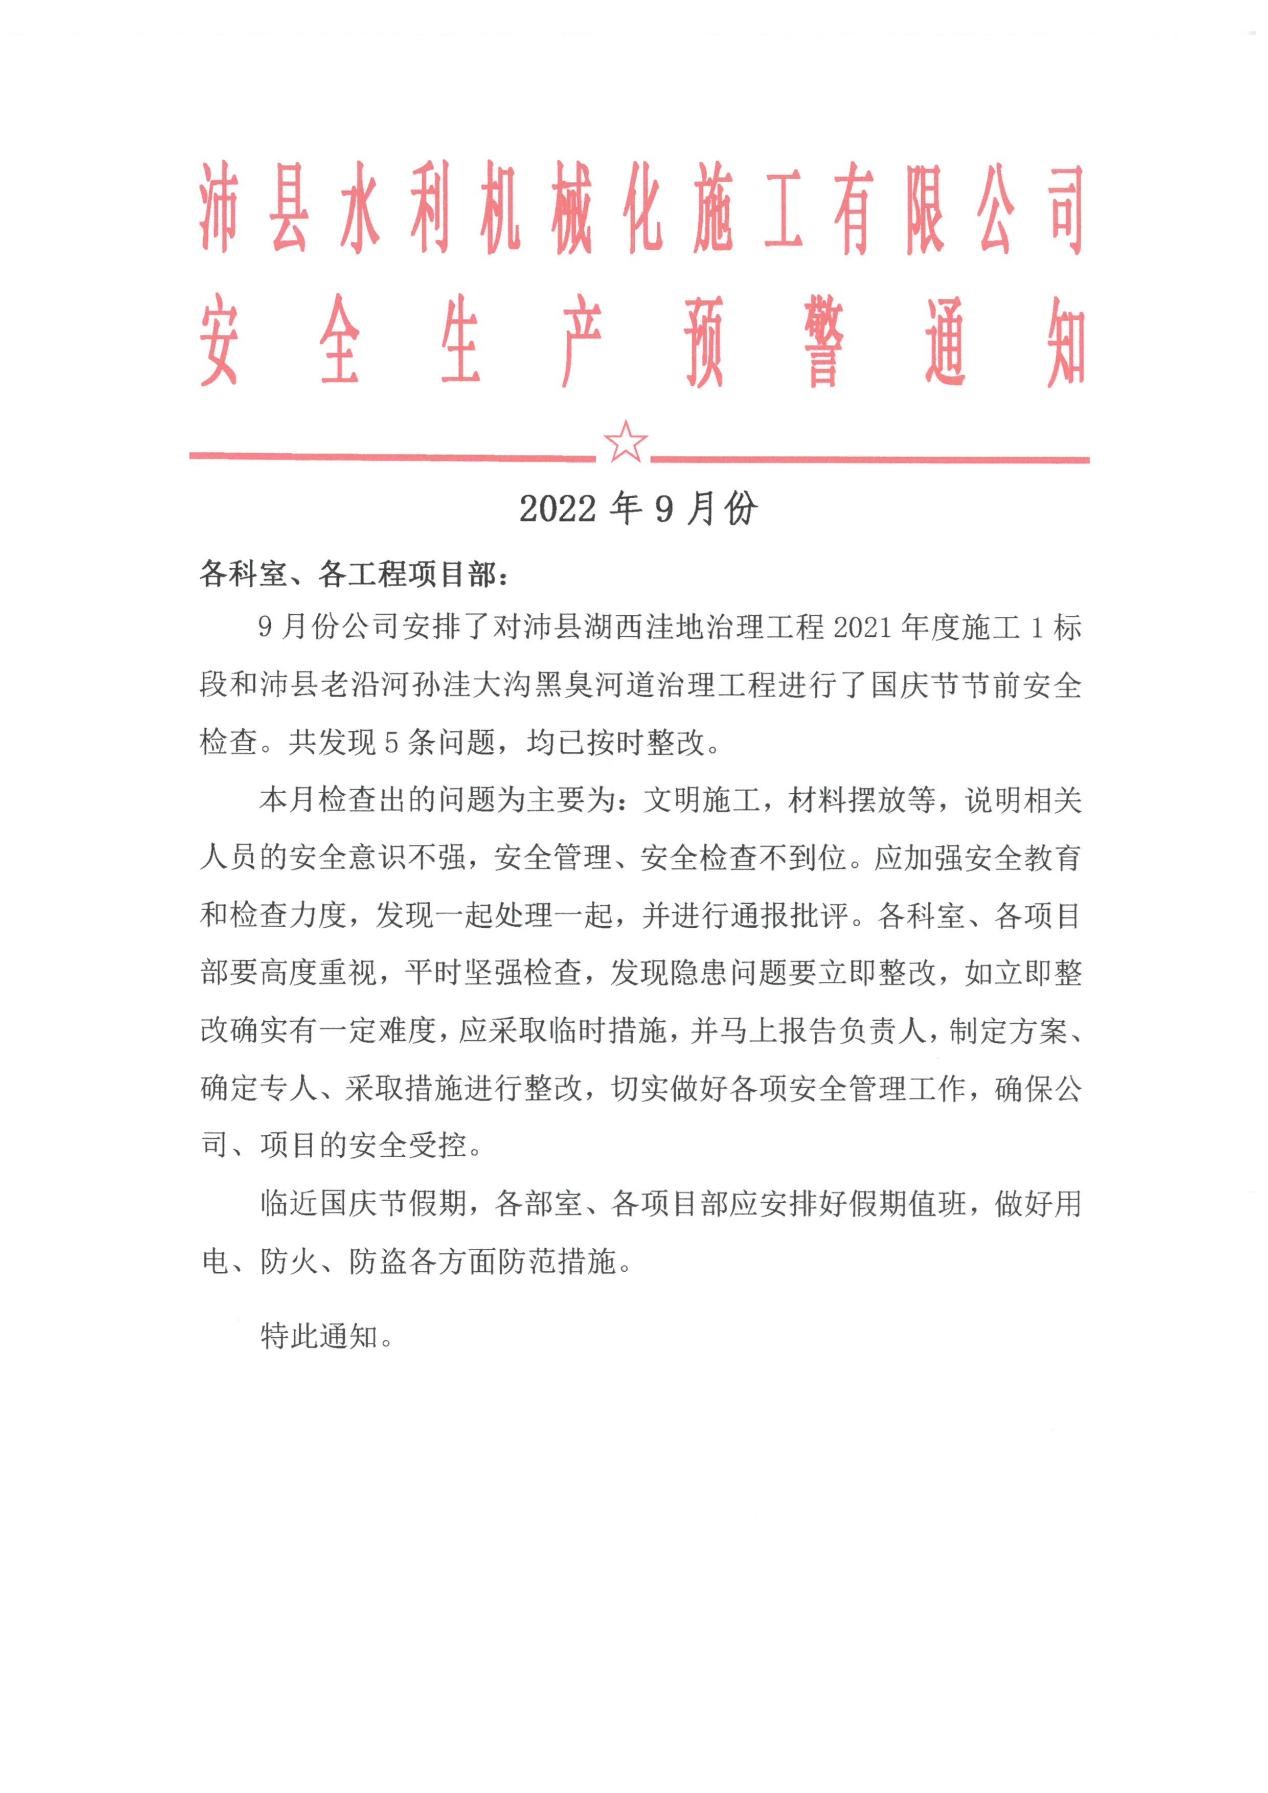 沛县水利机械化施工有限公司
安全生产预警通知
2022年9月份
各科室、各工程项目部：
9月份公司安排了对沛县湖西洼地治理工程2021年度施工1标
段和沛县老沿河孙洼大沟黑臭河道治理工程进行了国庆节节前安全
检查。共发现5条问题，均已按时整改。
本月检查出的问题为主要为：文明施工，材料摆放等，说明相关
人员的安全意识不强，安全管理、安全检查不到位。应加强安全教育
和检查力度，发现一起处理一起，并进行通报批评。各科室、各项目
部要高度重视，平时坚强检查，发现隐患问题要立即整改，如立即整
改确实有一定难度，应采取临时措施，并马上报告负责人，制定方案、
确定专人、采取措施进行整改，切实做好各项安全管理工作，确保公
司、项目的安全受控。
临近国庆节假期，各部室、各项目部应安排好假期值班，做好用
电、防火、防盗各方面防范措施。
特此通知。